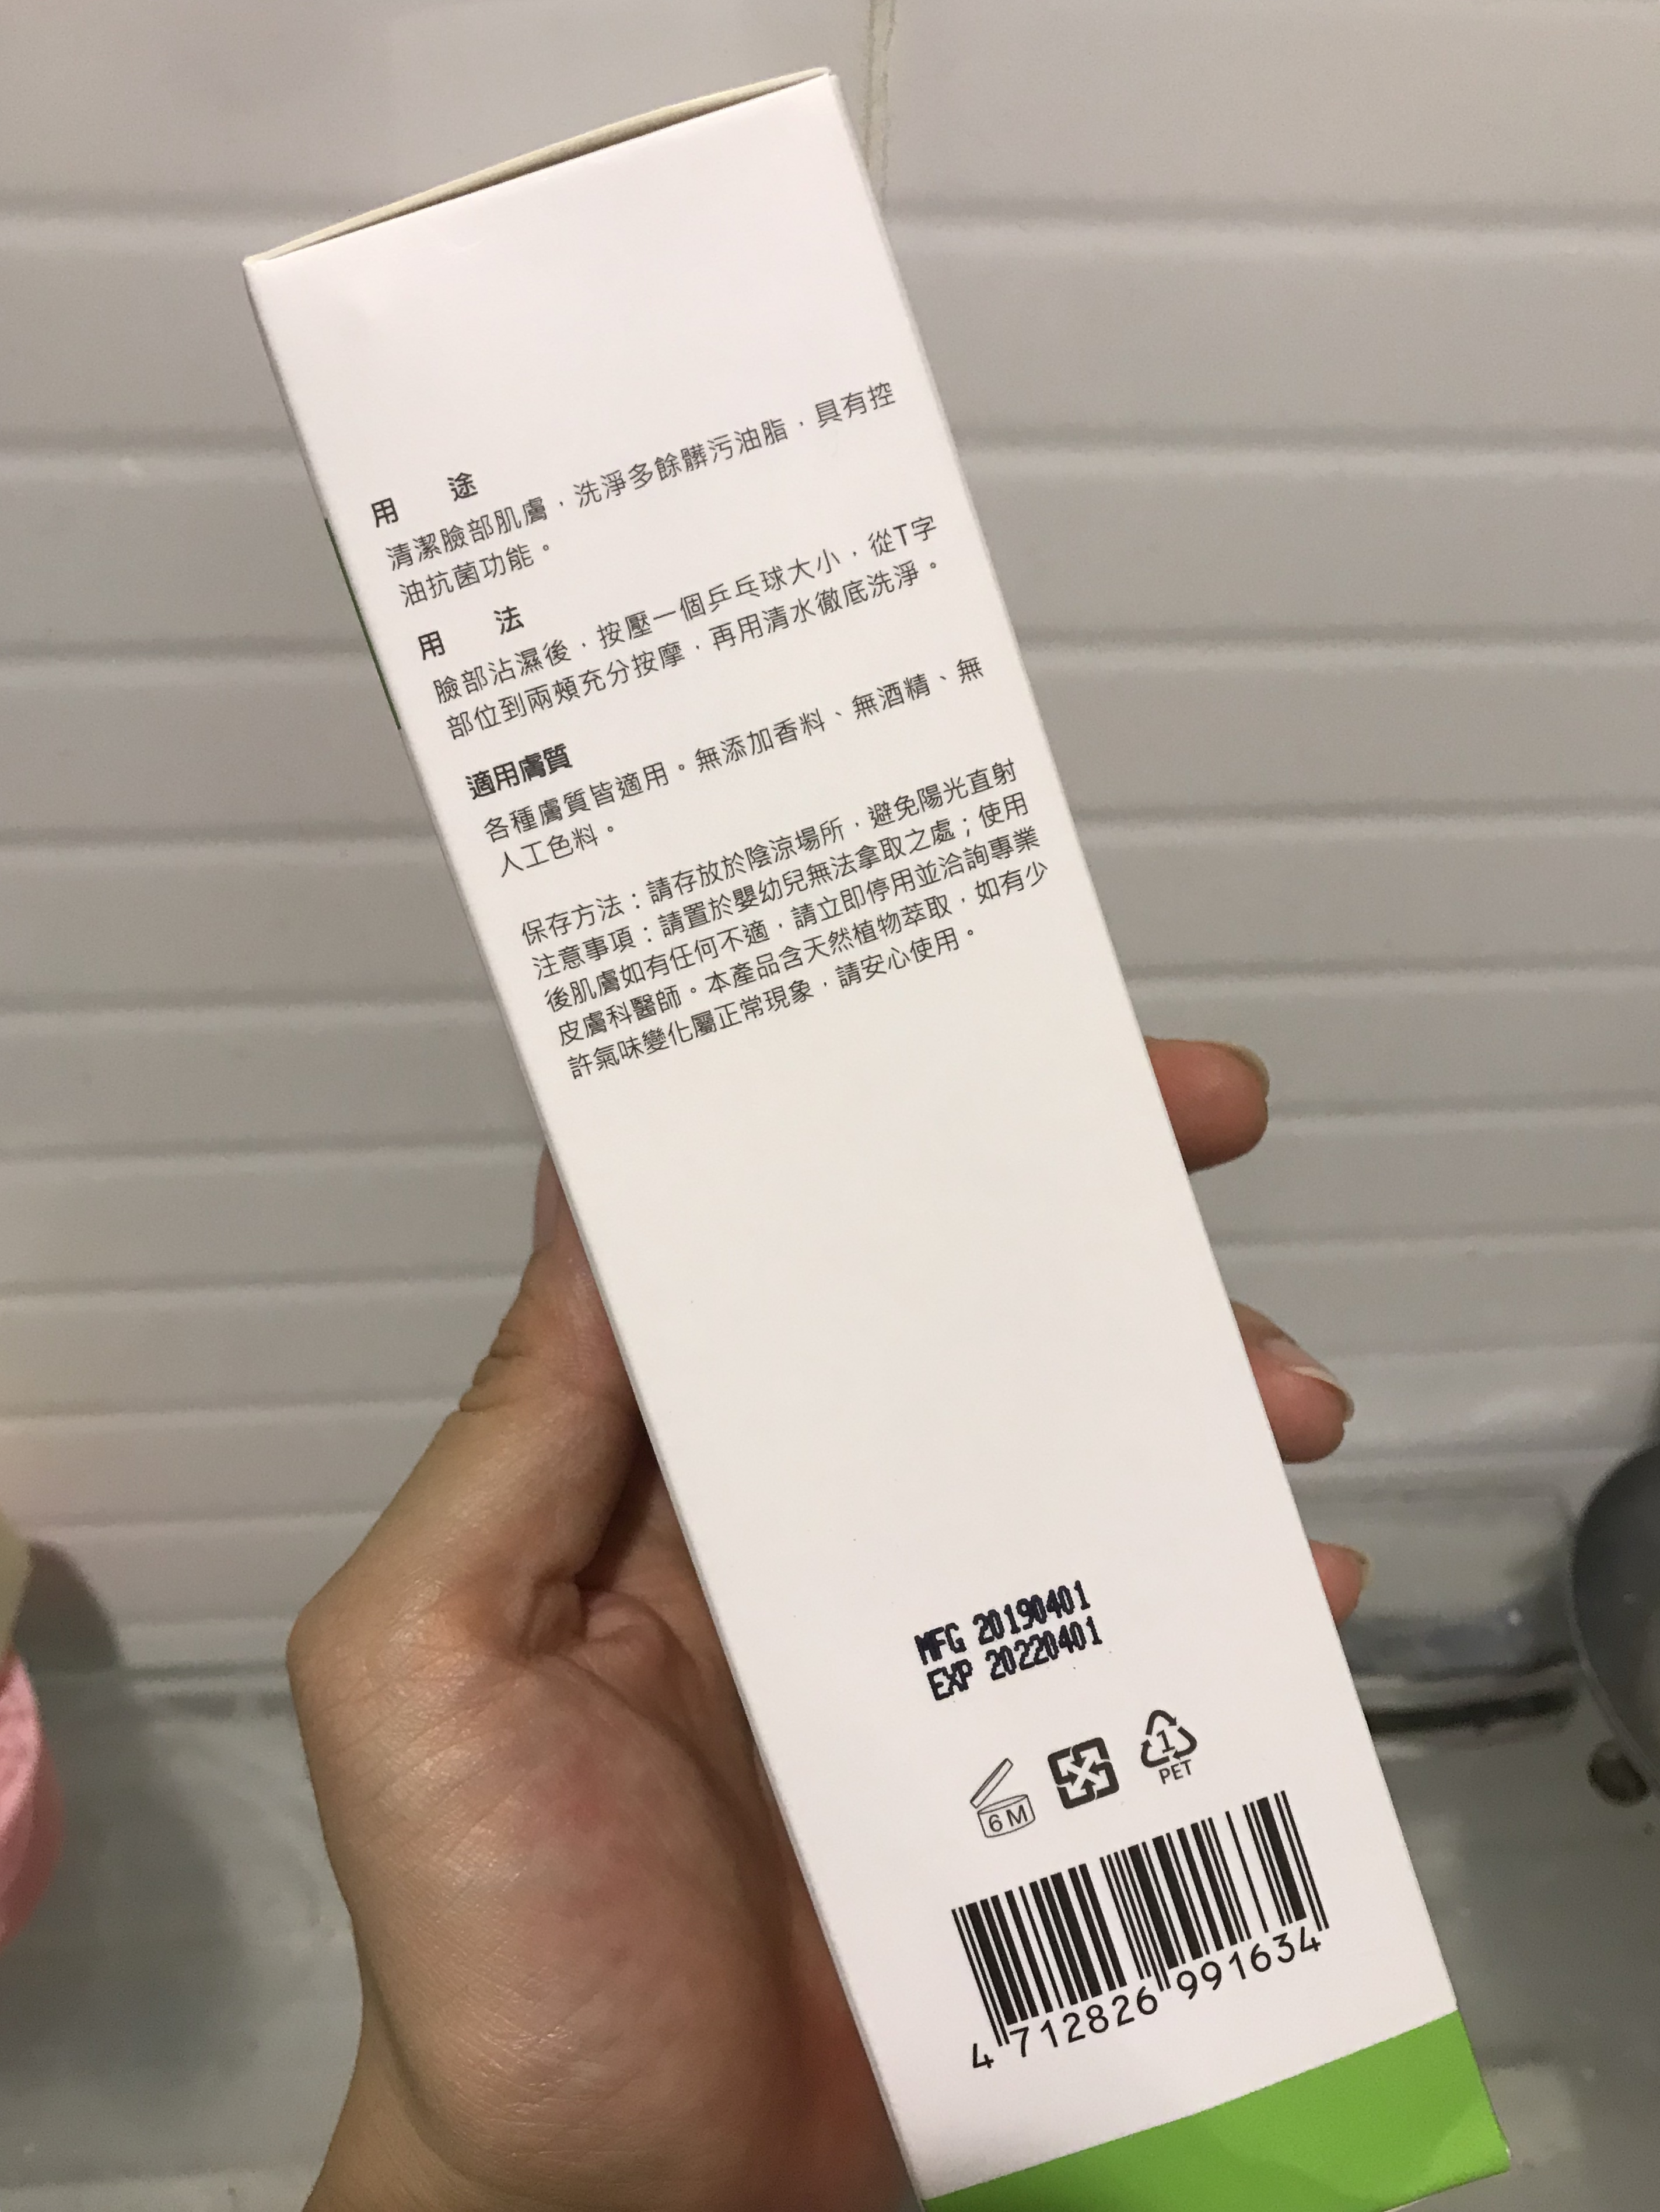 用途
清潔臉部肌膚，洗淨多餘髒污油脂，具有控
油抗菌功能。
用法
臉部沾濕後，按壓一個乒乓球大小，從T字
部位到兩頰充分按摩，再用清水徹底洗淨。
適用膚質
各種膚質皆適用。無添加香料、無酒精、無
人工色料。
保存方法：請存放於陰涼場所，避免陽光直射
注意事項：請置於嬰幼兒無法拿取之處；使用
後肌膚如有任何不適，請立即停用並洽詢專業
皮膚科醫師。本產品含天然植物萃取，如有少
許氣味變化屬正常現象，請安心使用。
MFG 20190401
EXP 20220401
6M
1
PET
4 712826 991634